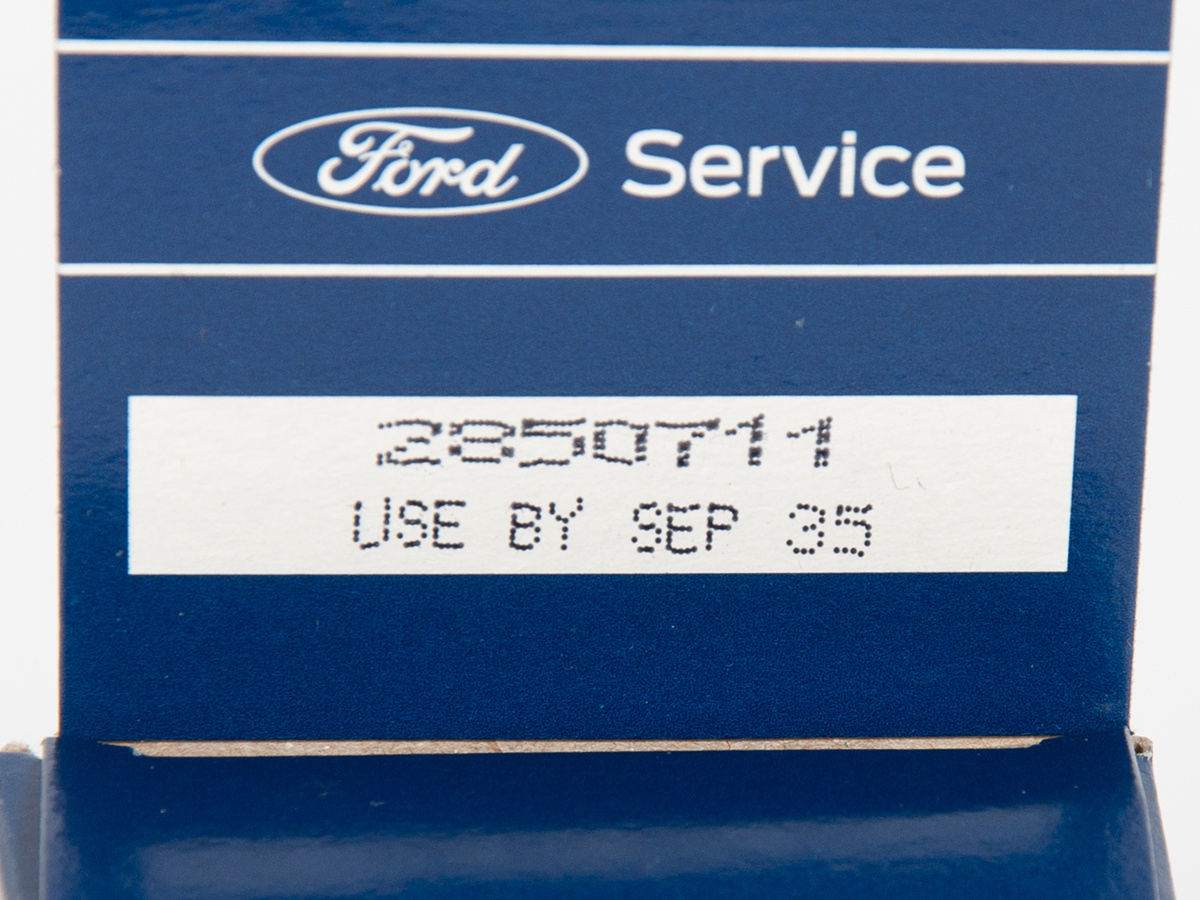 Ford Service
2850711
USE BY SEP 35